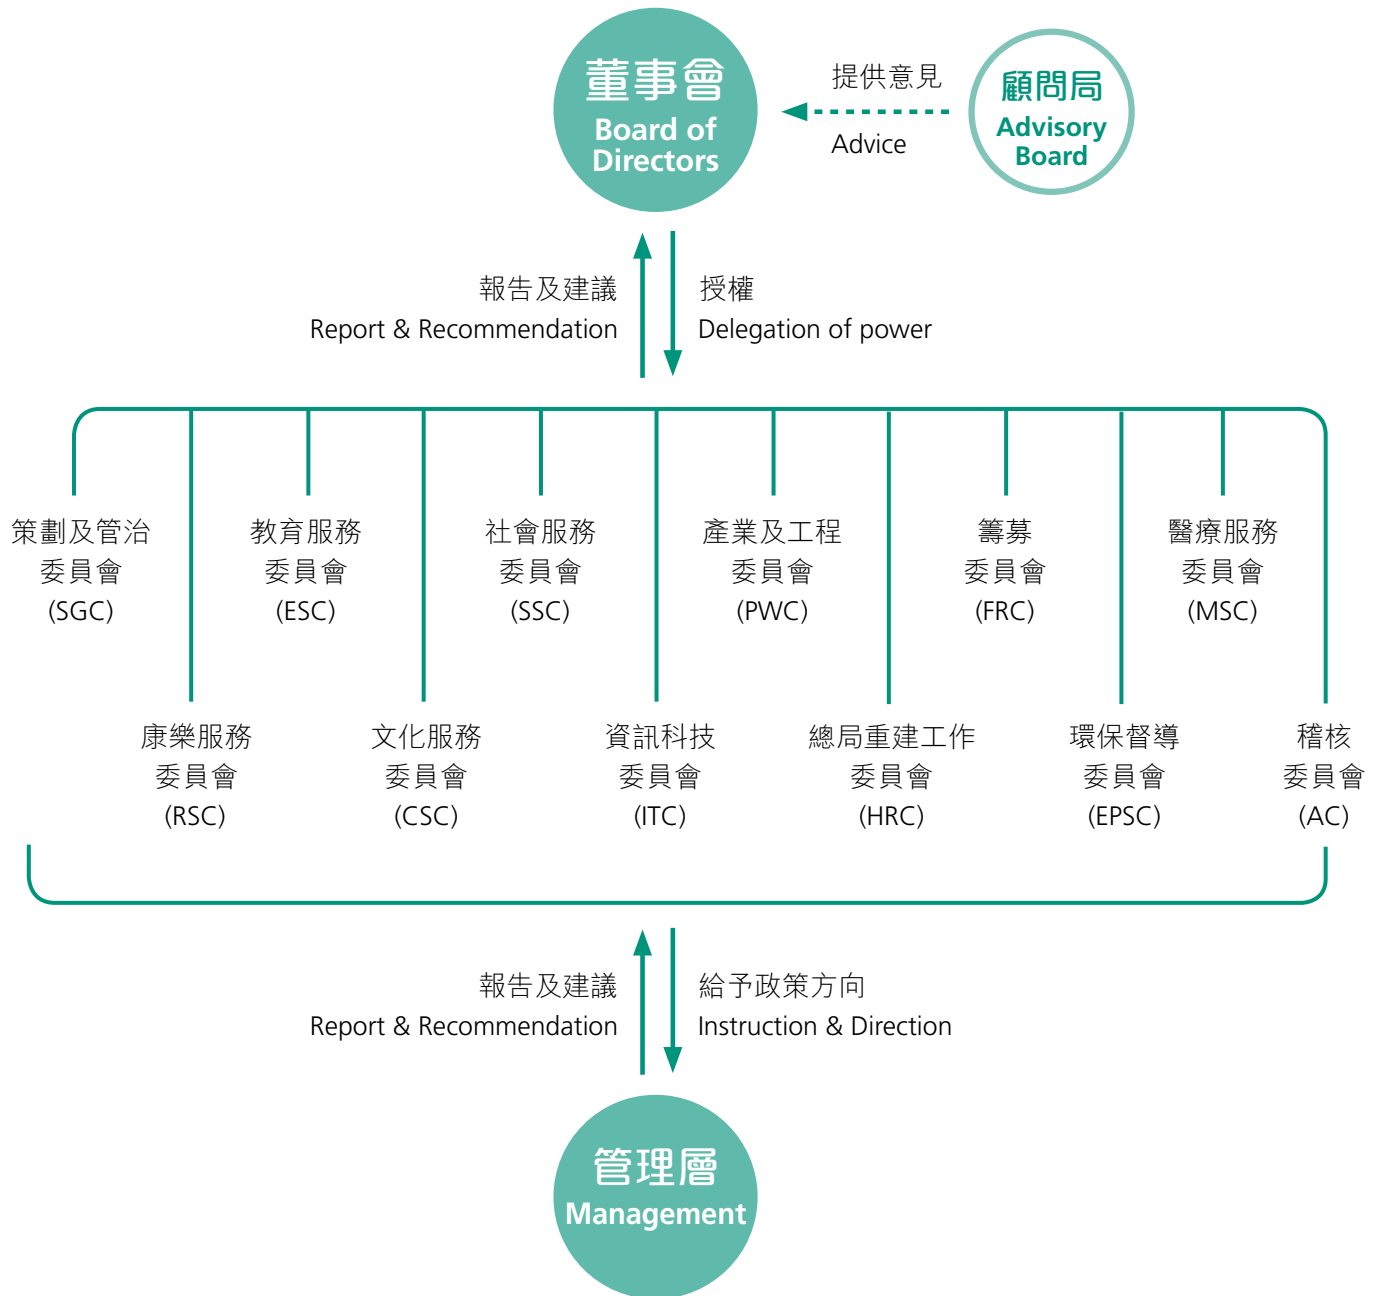 董事會
Board of
Directors
提供意見
Advice
顧問局
Advisory
Board
報告及建議
Report & Recommendation
授權
Delegation of power
策劃及管治
委員會
(SGC)
教育服務
委員會
(ESC)
社會服務
委員會
(SSC)
產業及工程
委員會
(PWC)
籌募
委員會
(FRC)
醫療服務
委員會
(MSC)
康樂服務
委員會
(RSC)
文化服務
委員會
(CSC)
資訊科技
委員會
(ITC)
總局重建工作
委員會
(HRC)
環保督導
委員會
(EPSC)
稽核
委員會
(AC)
報告及建議
Report & Recommendation
給予政策方向
Instruction & Direction
管理層
Management